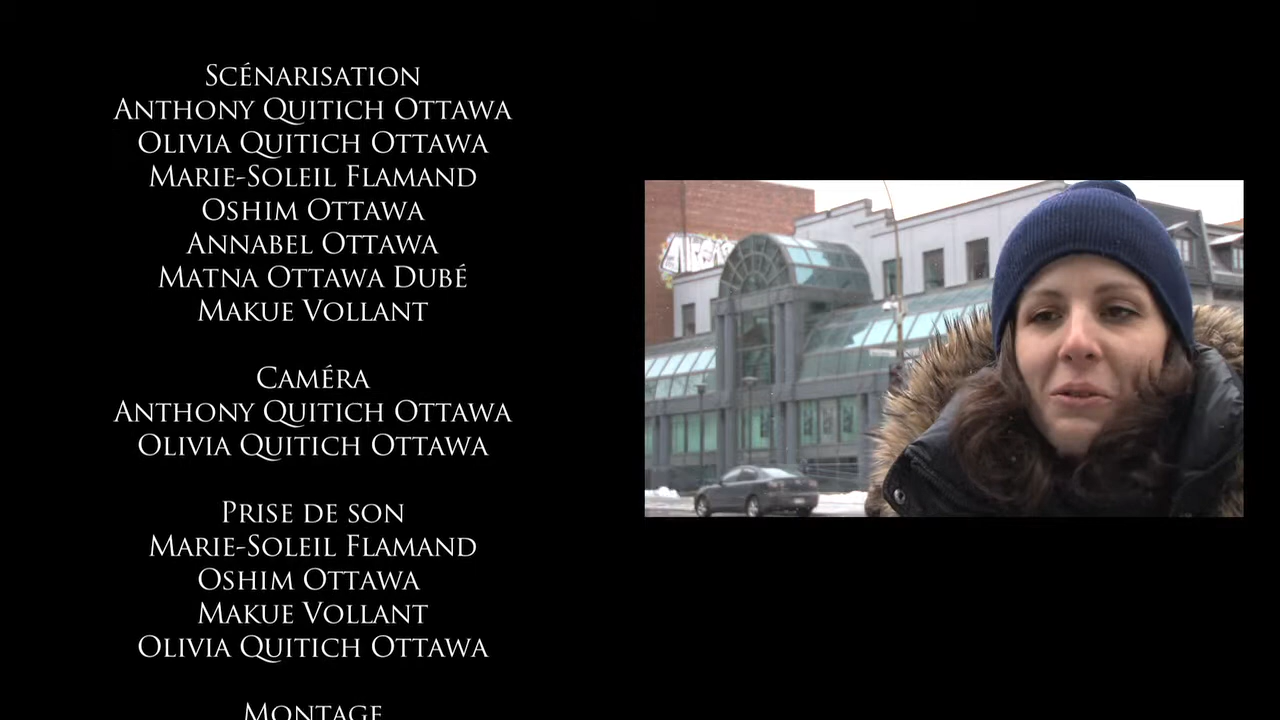 Scénarisation
Anthony Quitich Ottawa
Olivia Quitich Ottawa
Marie-Soleil Flamand
Oshim Ottawa
Annabel Ottawa
Matna Ottawa Dubé
Makue Vollant
Caméra
Anthony Quitich Ottawa
Olivia Quitich Ottawa
Prise de son
Marie-Soleil Flamand
Oshim Ottawa
Makue Vollant
Olivia Quitich Ottawa
Montage